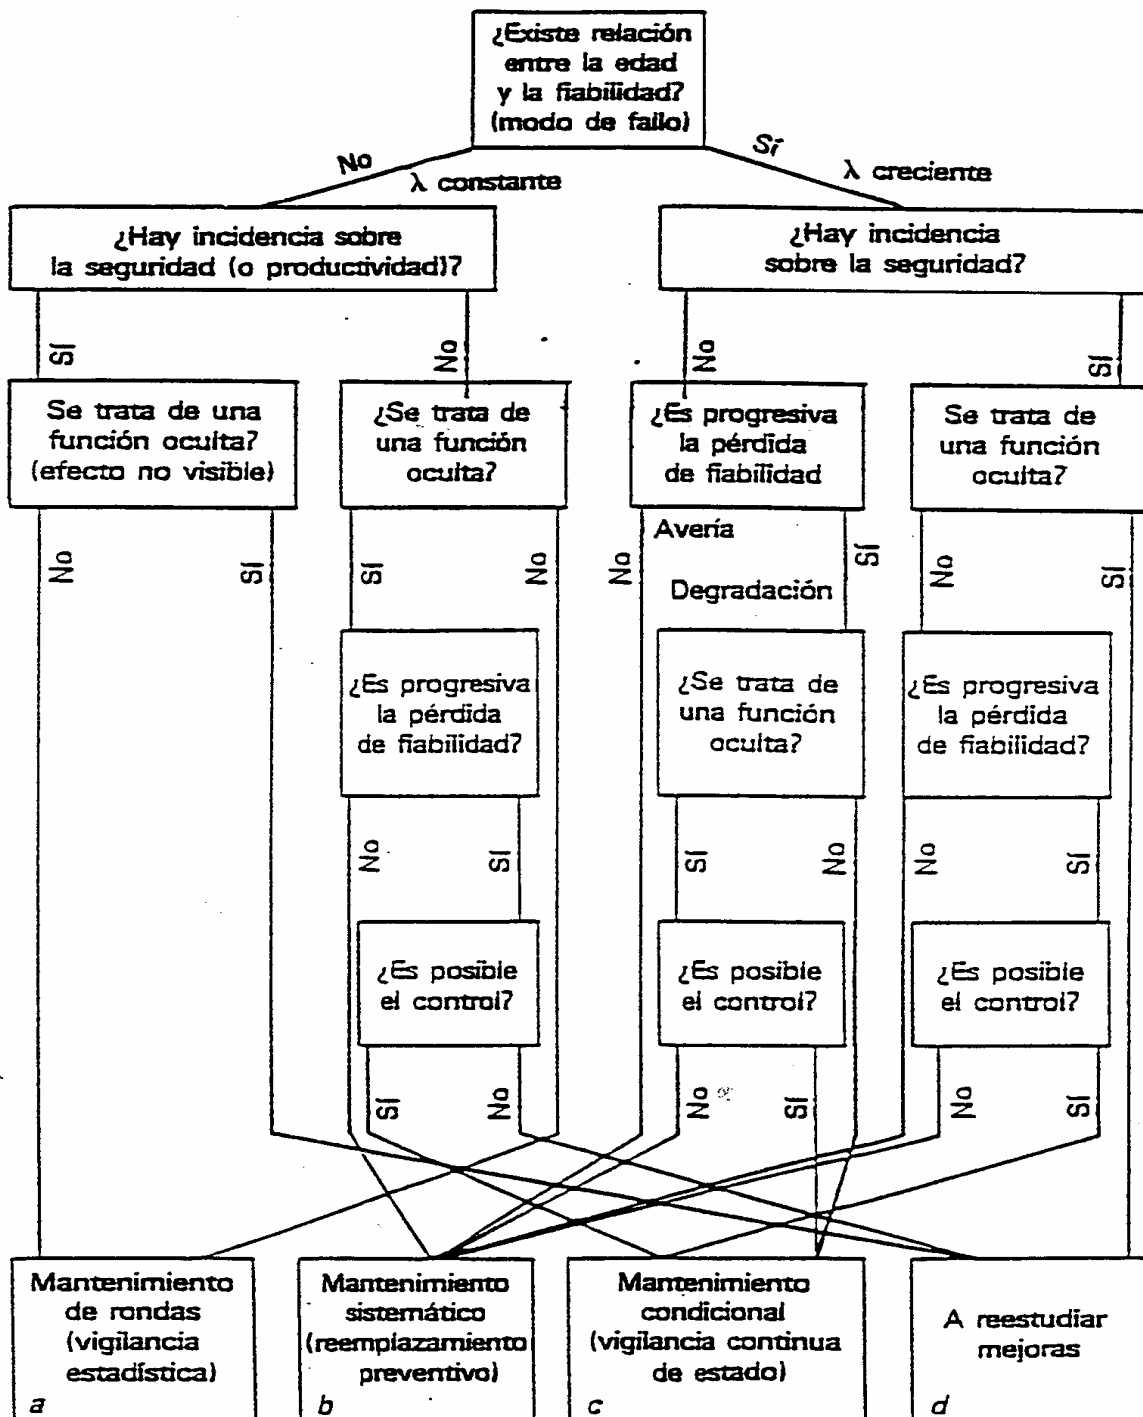 ¿Existe relación
entre la edad
y la fiabilidad?
(modo de fallo)
No
λ constante
Sí
λ creciente
¿Hay incidencia sobre
la seguridad (o productividad)?
¿Hay incidencia
sobre la seguridad?
Sí
No
No
Sí
Se trata de una
función oculta?
(efecto no visible)
¿Se trata de
una función
oculta?
¿Es progresiva
la pérdida
de fiabilidad
Se trata de
una función
oculta?
No
Sí
Sí
No
No
Avería
Degradación
Sí
No
Sí
¿Es progresiva
la pérdida
de fiabilidad?
¿Se trata de
una función
oculta?
¿Es progresiva
la pérdida
de fiabilidad?
No
Sí
Sí
No
No
Sí
¿Es posible
el control?
¿Es posible
el control?
¿Es posible
el control?
Sí
No
No
Sí
No
Sí
Mantenimiento
de rondas
(vigilancia
estadística)
a
Mantenimiento
sistemático
(reemplazamiento
preventivo)
b
Mantenimiento
condicional
(vigilancia continua
de estado)
c
A reestudiar
mejoras
d